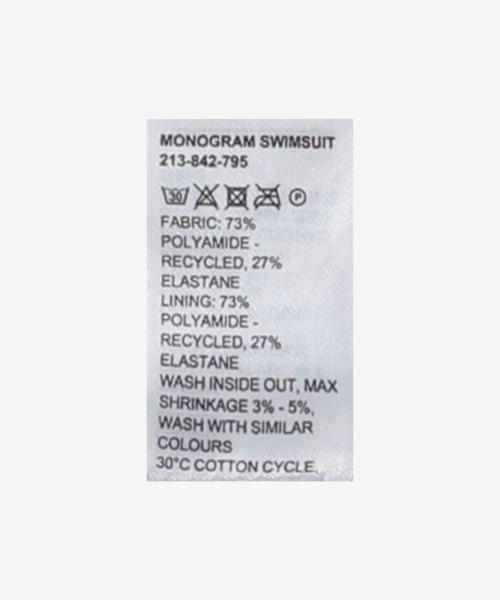 MONOGRAM SWIMSUIT
213-842-795
30 P
FABRIC: 73%
POLYAMIDE -
RECYCLED, 27%
ELASTANE
LINING: 73%
POLYAMIDE -
RECYCLED, 27%
ELASTANE
WASH INSIDE OUT, MAX
SHRINKAGE 3% - 5%,
WASH WITH SIMILAR
COLOURS
30°C COTTON CYCLE.